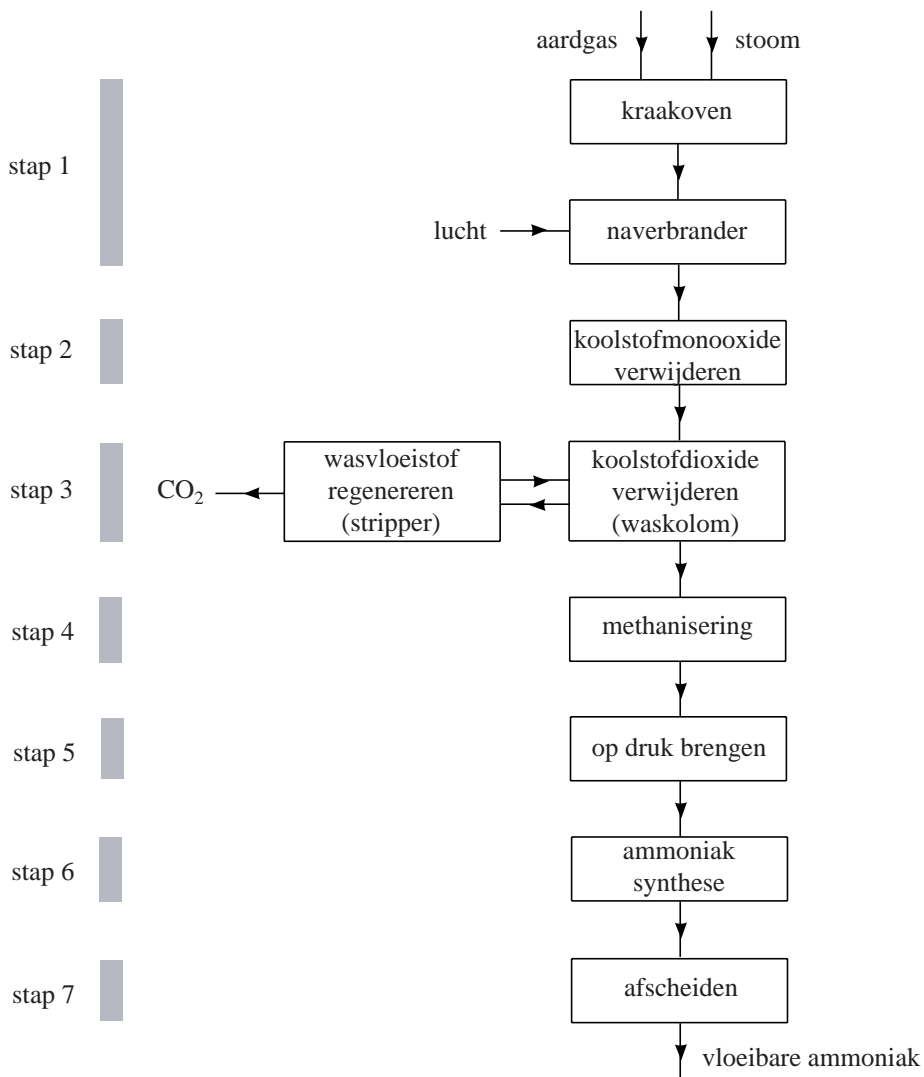 aardgas
stoom
stap 1
kraakoven
lucht
naverbrander
stap 2
koolstofmonooxide
verwijderen
stap 3
CO₂
wasvloeistof
regenereren
(stripper)
koolstofdioxide
verwijderen
(waskolom)
stap 4
methanisering
stap 5
op druk brengen
stap 6
ammoniak
synthese
stap 7
afscheiden
vloeibare ammoniak